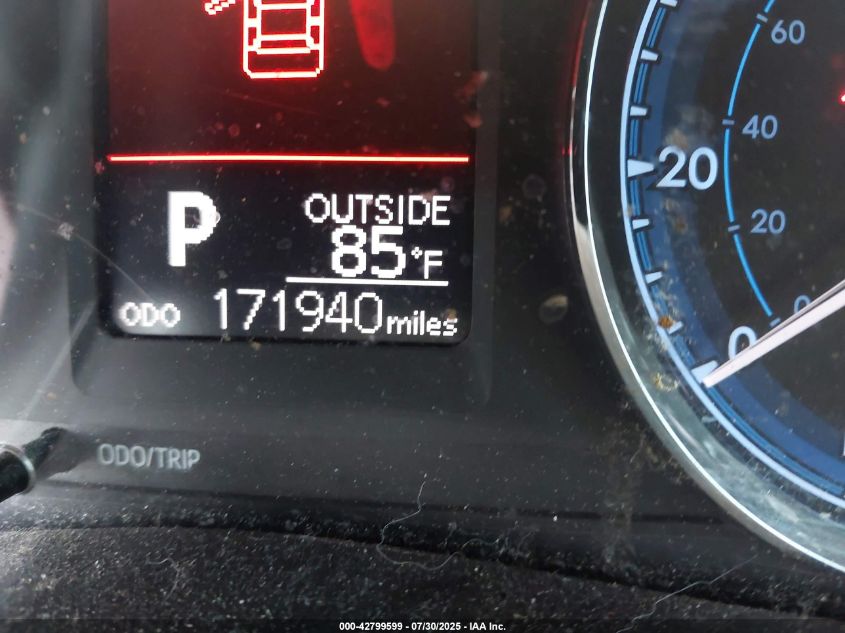 P
OUTSIDE
85°F
ODO 171940 miles
ODO/TRIP
60
40
20
20
0
0
000-42799599 / 07/30/2025 - IAA Inc.